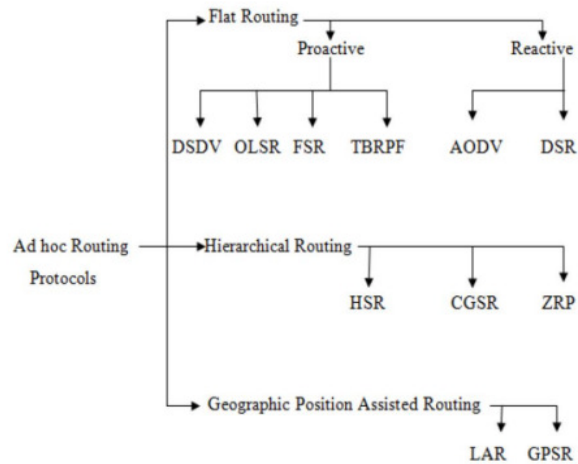 Flat Routing
Proactive Reactive
DSDV OLSR FSR TBRPF AODV DSR
Ad hoc Routing
Protocols
Hierarchical Routing
HSR CGSR ZRP
Geographic Position Assisted Routing
LAR GPSR